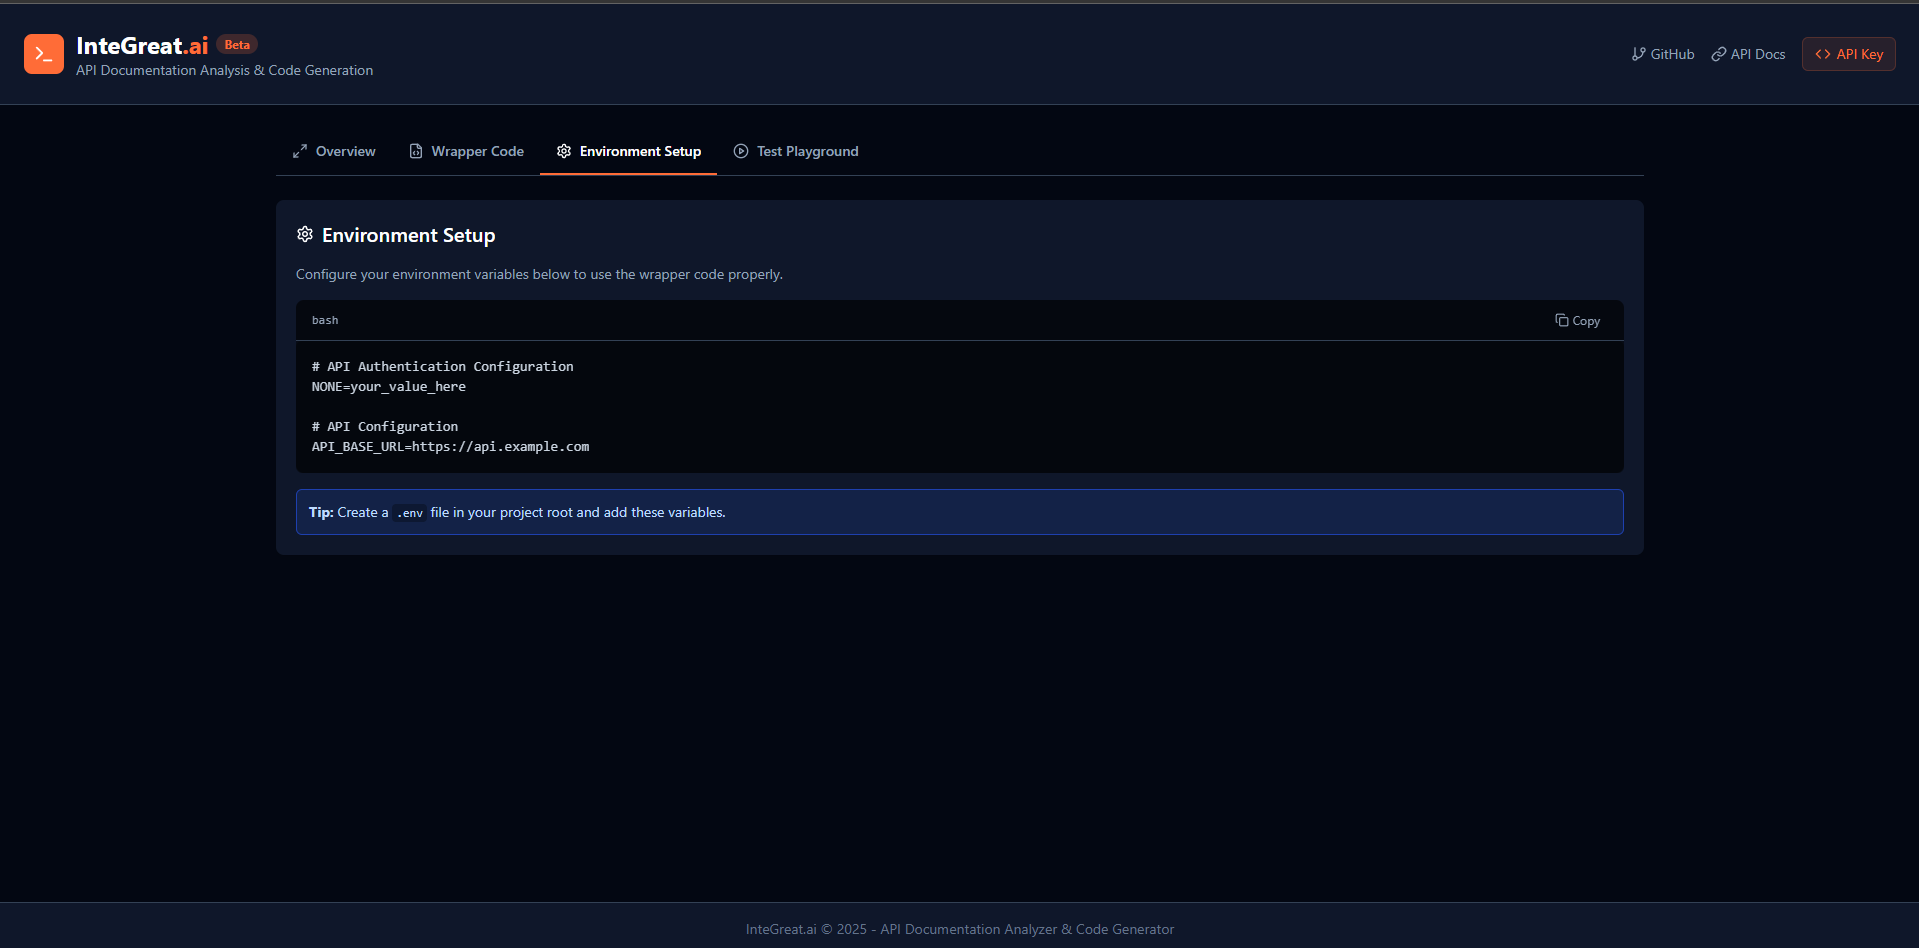 InteGreat.ai Beta
API Documentation Analysis & Code Generation
GitHub
API Docs
API Key
Overview
Wrapper Code
Environment Setup
Test Playground
Environment Setup
Configure your environment variables below to use the wrapper code properly.
bash
Copy
# API Authentication Configuration
NONE=your_value_here
# API Configuration
API_BASE_URL=https://api.example.com
Tip: Create a .env file in your project root and add these variables.
InteGreat.ai © 2025 - API Documentation Analyzer & Code Generator